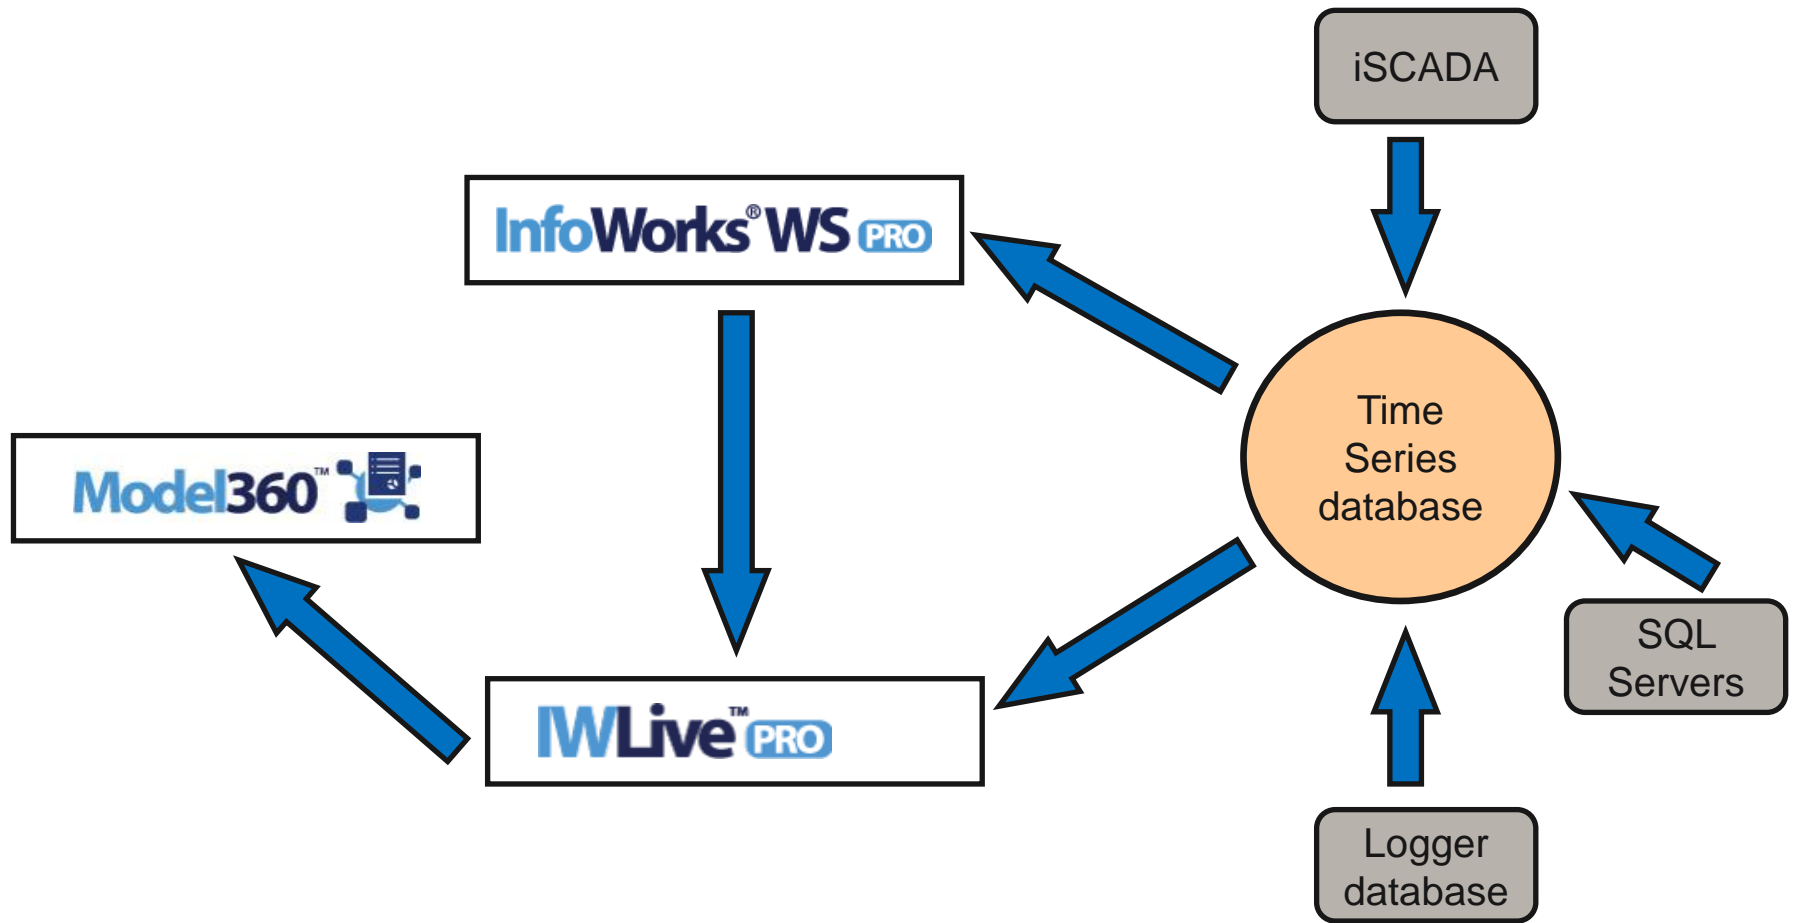 iSCADA
InfoWorks® WS PRO
Time
Series
database
Model360™
SQL
Servers
IWLive™ PRO
Logger
database